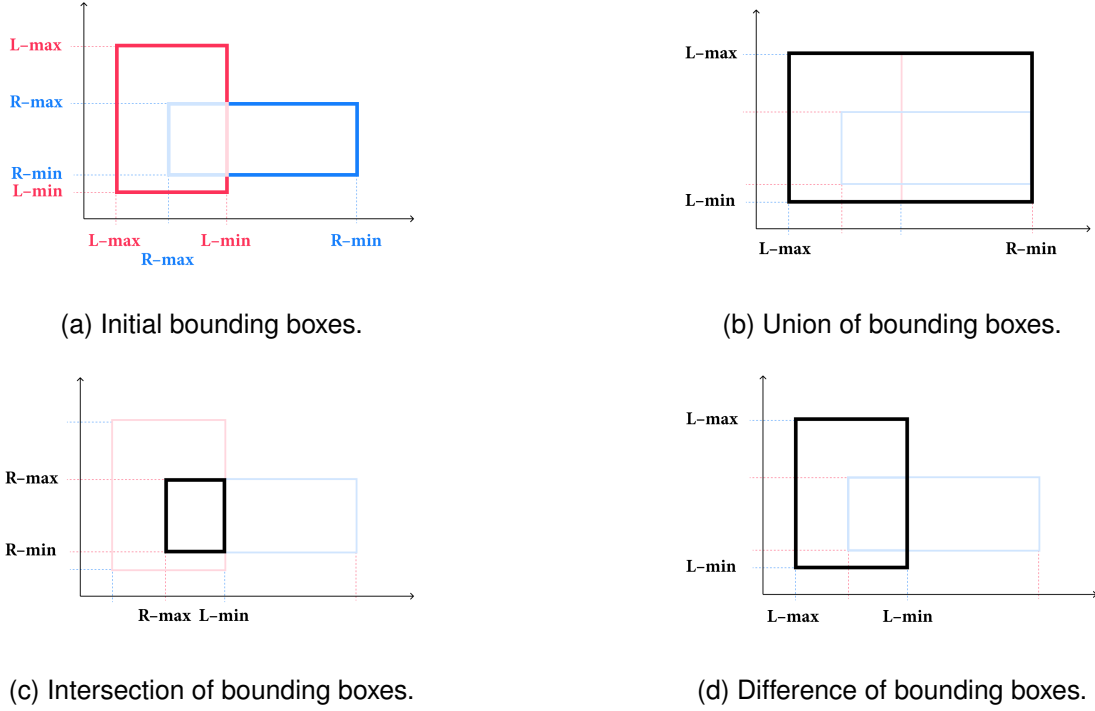 L–max
R–max
R–min
L–min
L–max L–min R–min
R–max
(a) Initial bounding boxes.
L–max
L–min
L–max R–min
(b) Union of bounding boxes.
R–max
R–min
R–max L–min
(c) Intersection of bounding boxes.
L–max
L–min
L–max L–min
(d) Difference of bounding boxes.